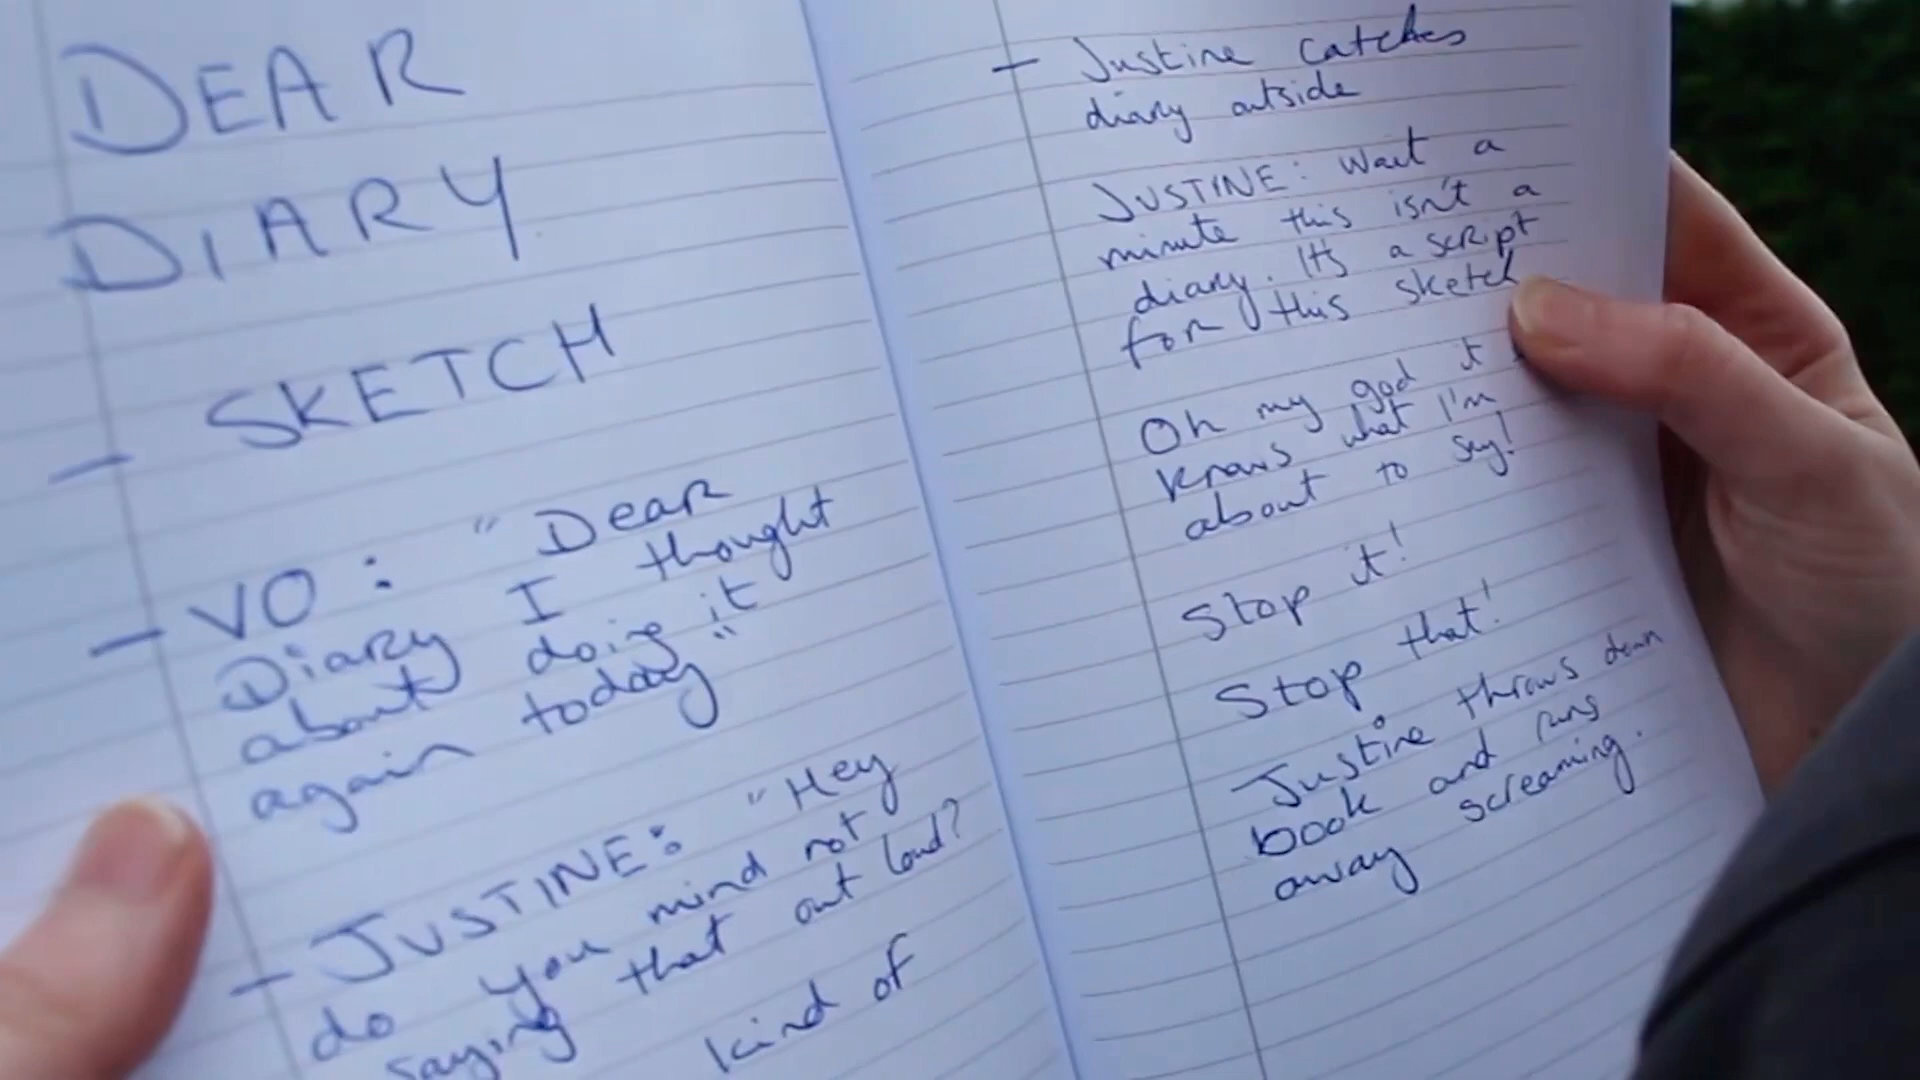 DEAR
DIARY
SKETCH
—
— VO : "Dear
Diary I thought
about doing it
again today"
— JUSTINE: "Hey
do you mind not
saying that out loud?
kind of
— Justine catches
diary outside
JUSTINE: Wait a
minute this isn't a
diary. It's a script
for this sketch
Oh my god it
knows what I'm
about to say!
Stop it!
Stop that!
Justine throws down
book and runs
away screaming.